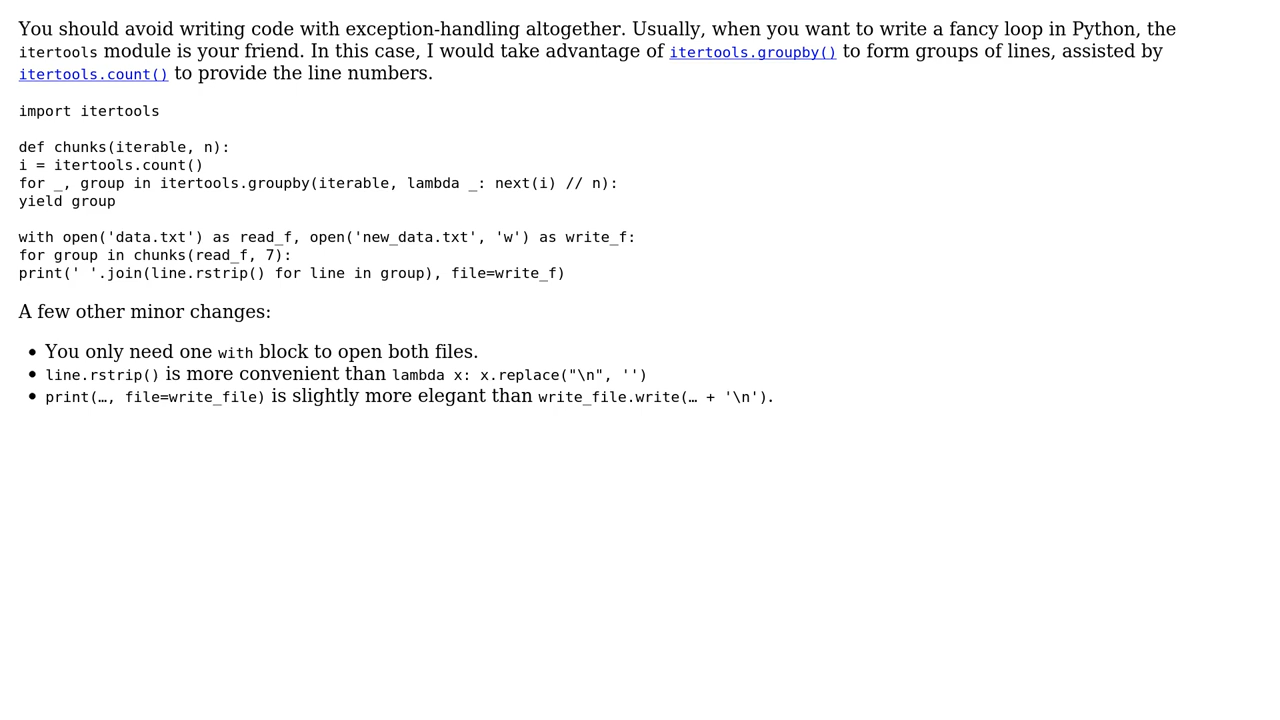 You should avoid writing code with exception-handling altogether. Usually, when you want to write a fancy loop in Python, the
itertools module is your friend. In this case, I would take advantage of itertools.groupby() to form groups of lines, assisted by
itertools.count() to provide the line numbers.
import itertools
def chunks(iterable, n):
i = itertools.count()
for _, group in itertools.groupby(iterable, lambda _: next(i) // n):
yield group
with open('data.txt') as read_f, open('new_data.txt', 'w') as write_f:
for group in chunks(read_f, 7):
print(' '.join(line.rstrip() for line in group), file=write_f)
A few other minor changes:
• You only need one with block to open both files.
• line.rstrip() is more convenient than lambda x: x.replace("\n", '')
• print(…, file=write_file) is slightly more elegant than write_file.write(… + '\n').